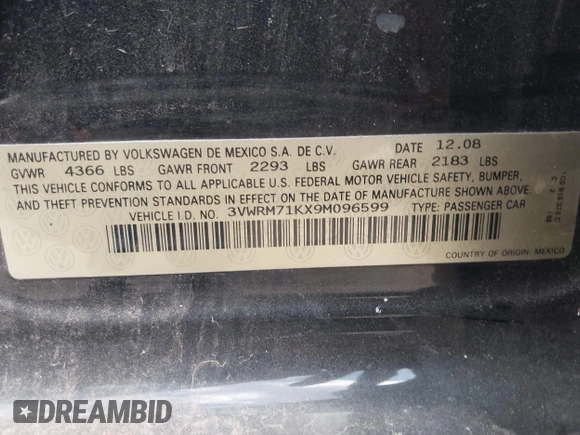 MANUFACTURED BY VOLKSWAGEN DE MEXICO S.A. DE C.V. DATE 12.08
GVWR 4366 LBS GAWR FRONT 2293 LBS GAWR REAR 2183 LBS
THIS VEHICLE CONFORMS TO ALL APPLICABLE U.S. FEDERAL MOTOR VEHICLE SAFETY, BUMPER,
AND THEFT PREVENTION STANDARDS IN EFFECT ON THE DATE OF MANUFACTURE SHOWN ABOVE.
VEHICLE I.D. NO. 3VWRM71KX9M096599 TYPE: PASSENGER CAR
COUNTRY OF ORIGIN: MEXICO
DREAMBID